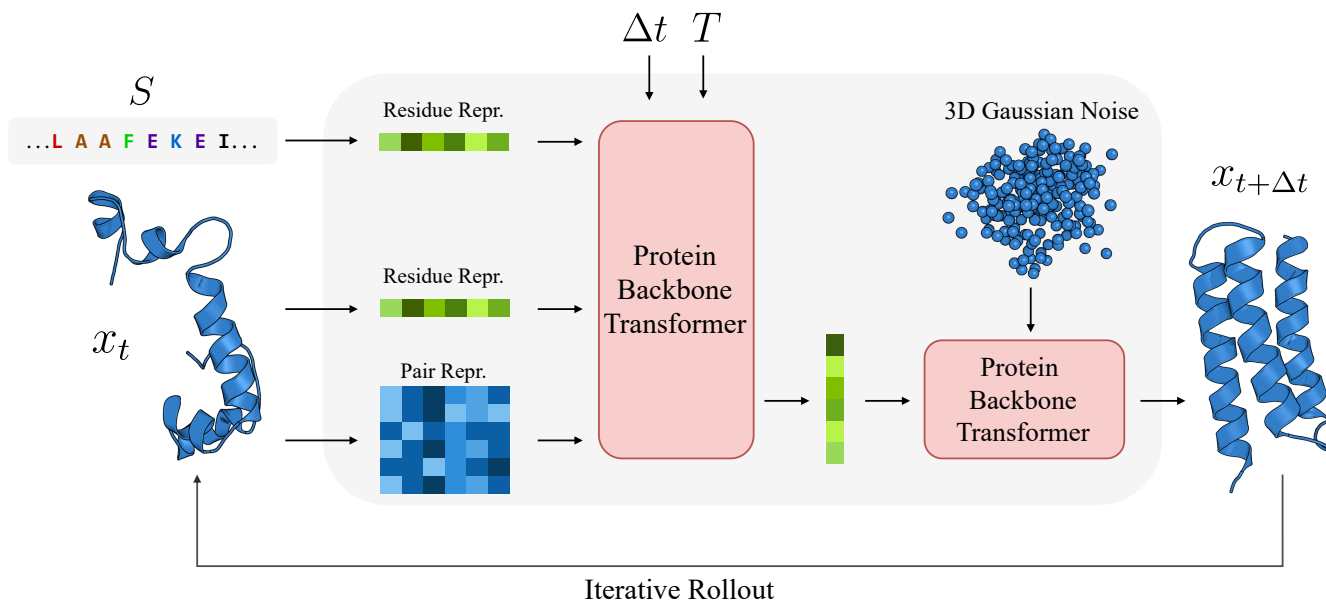 Δt T
S
...L A A F E K E I...
Residue Repr.
3D Gaussian Noise
x_{t+Δt}
Residue Repr.
Protein
Backbone
Transformer
x_t
Pair Repr.
Protein
Backbone
Transformer
Iterative Rollout